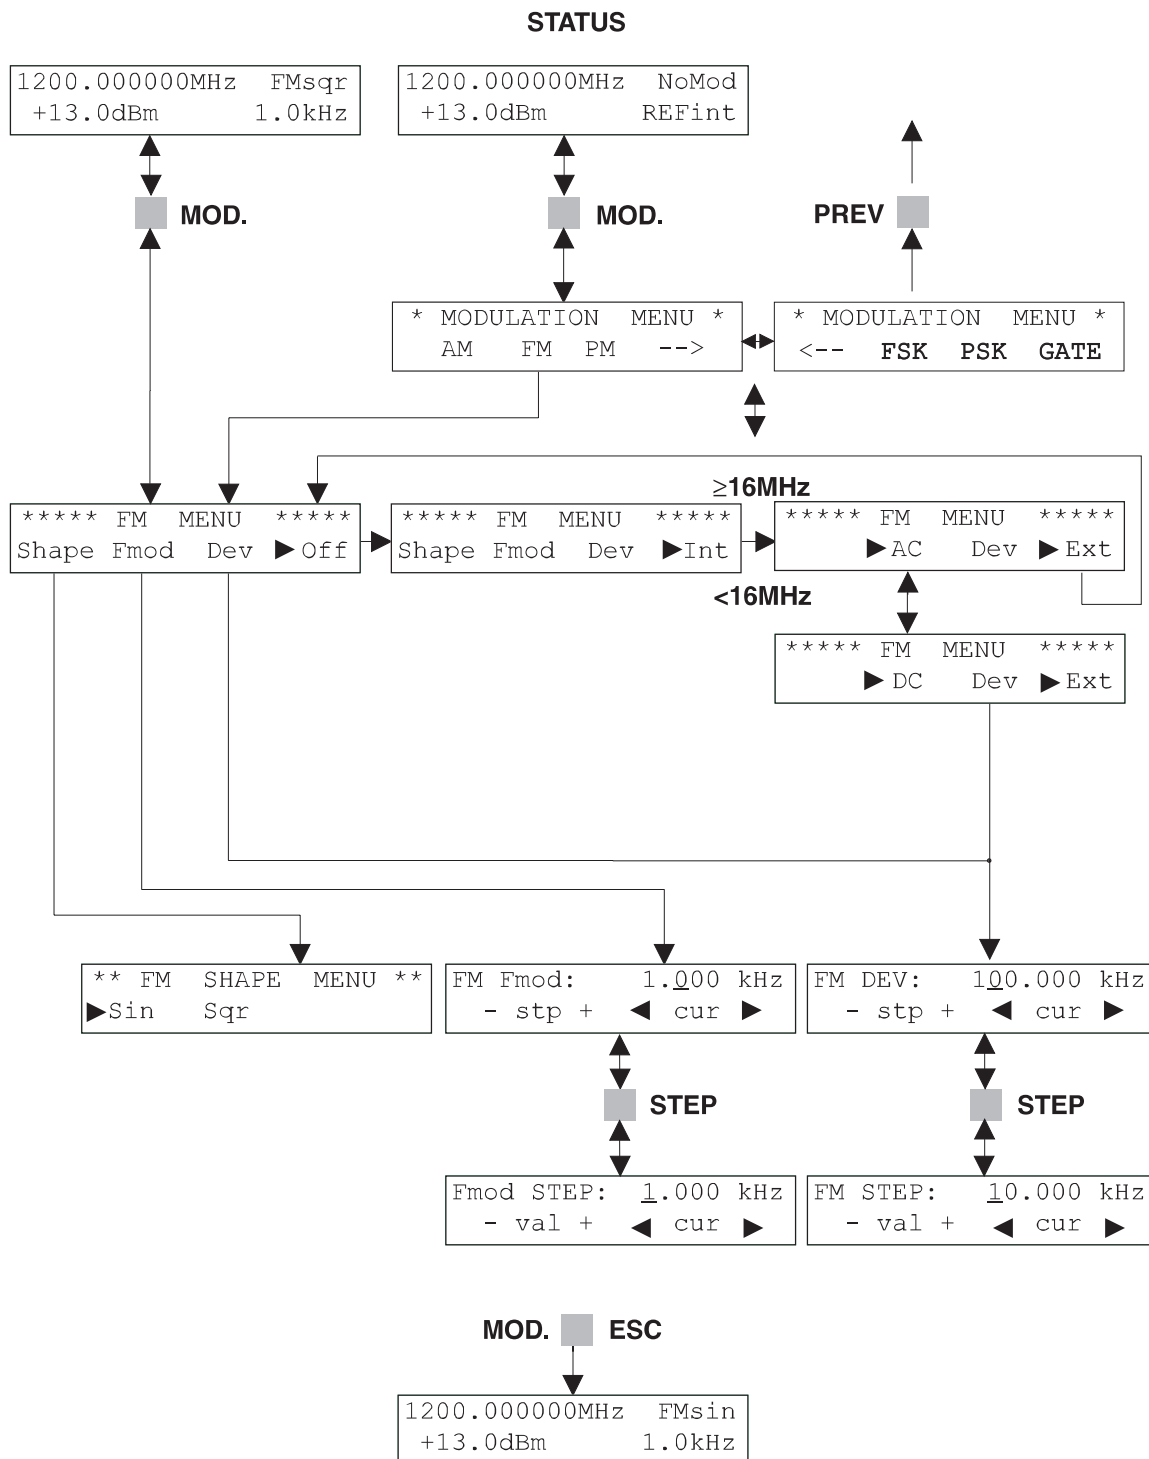 STATUS
1200.000000MHz FMsqr
+13.0dBm 1.0kHz
1200.000000MHz NoMod
+13.0dBm REFint
MOD.
MOD.
PREV
* MODULATION MENU *
AM FM PM -->
* MODULATION MENU *
<-- FSK PSK GATE
≥16MHz
***** FM MENU *****
Shape Fmod Dev ▶Off
***** FM MENU *****
Shape Fmod Dev ▶Int
***** FM MENU *****
▶AC Dev ▶Ext
<16MHz
***** FM MENU *****
▶DC Dev ▶Ext
** FM SHAPE MENU **
▶Sin Sqr
FM Fmod: 1.000 kHz
- stp + ◀ cur ▶
FM DEV: 100.000 kHz
- stp + ◀ cur ▶
STEP
STEP
Fmod STEP: 1.000 kHz
- val + ◀ cur ▶
FM STEP: 10.000 kHz
- val + ◀ cur ▶
MOD. ESC
1200.000000MHz FMsin
+13.0dBm 1.0kHz